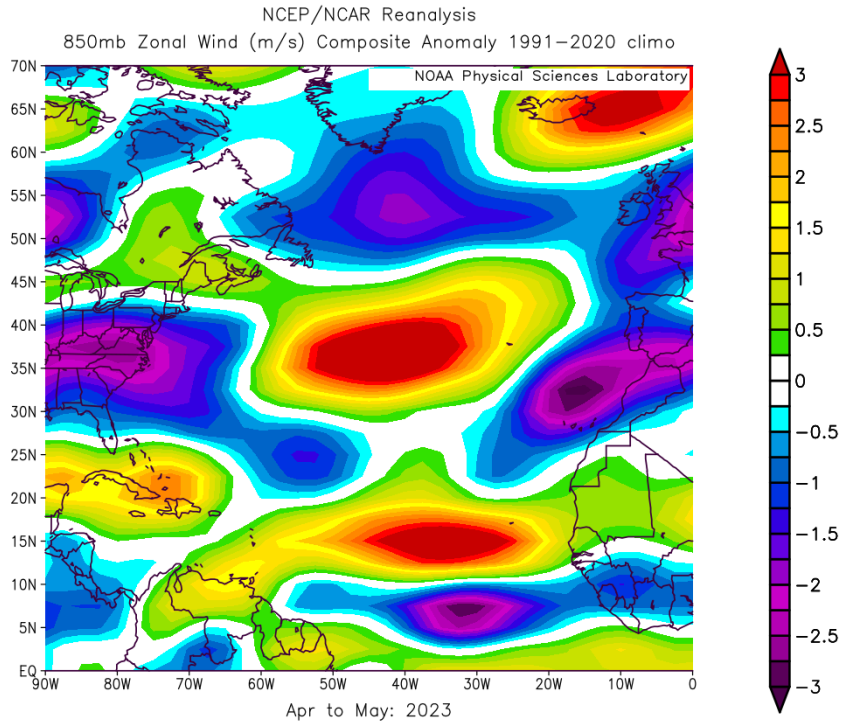 NCEP/NCAR Reanalysis
850mb Zonal Wind (m/s) Composite Anomaly 1991-2020 climo
NOAA Physical Sciences Laboratory
70N
65N
60N
55N
50N
45N
40N
35N
30N
25N
20N
15N
10N
5N
EQ
90W 80W 70W 60W 50W 40W 30W 20W 10W 0
Apr to May: 2023
3
2.5
2
1.5
1
0.5
0
-0.5
-1
-1.5
-2
-2.5
-3